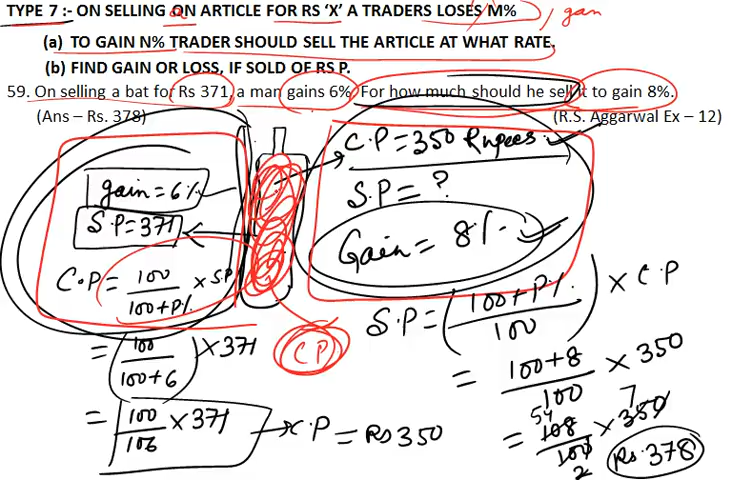 TYPE 7 :- ON SELLING ON ARTICLE FOR RS ‘X’ A TRADERS LOSES M% , gain
a
(a) TO GAIN N% TRADER SHOULD SELL THE ARTICLE AT WHAT RATE.
(b) FIND GAIN OR LOSS, IF SOLD OF RS P.
59. On selling a bat for Rs 371, a man gains 6%. For how much should he sell it to gain 8%.
(Ans – Rs. 378) (R.S. Aggarwal Ex – 12)
gain = 6%
S.P = 371
C.P = 100/100+P% × S.P
= (100/100+6) × 371
= 100/106 × 371 → C.P = Rs 350
CP
C.P = 350 Rupees
S.P = ?
Gain = 8%
S.P = (100+P%/100) × C.P
= 100+8/100 × 350
= 108/100 × 350
54 7
2
Rs. 378